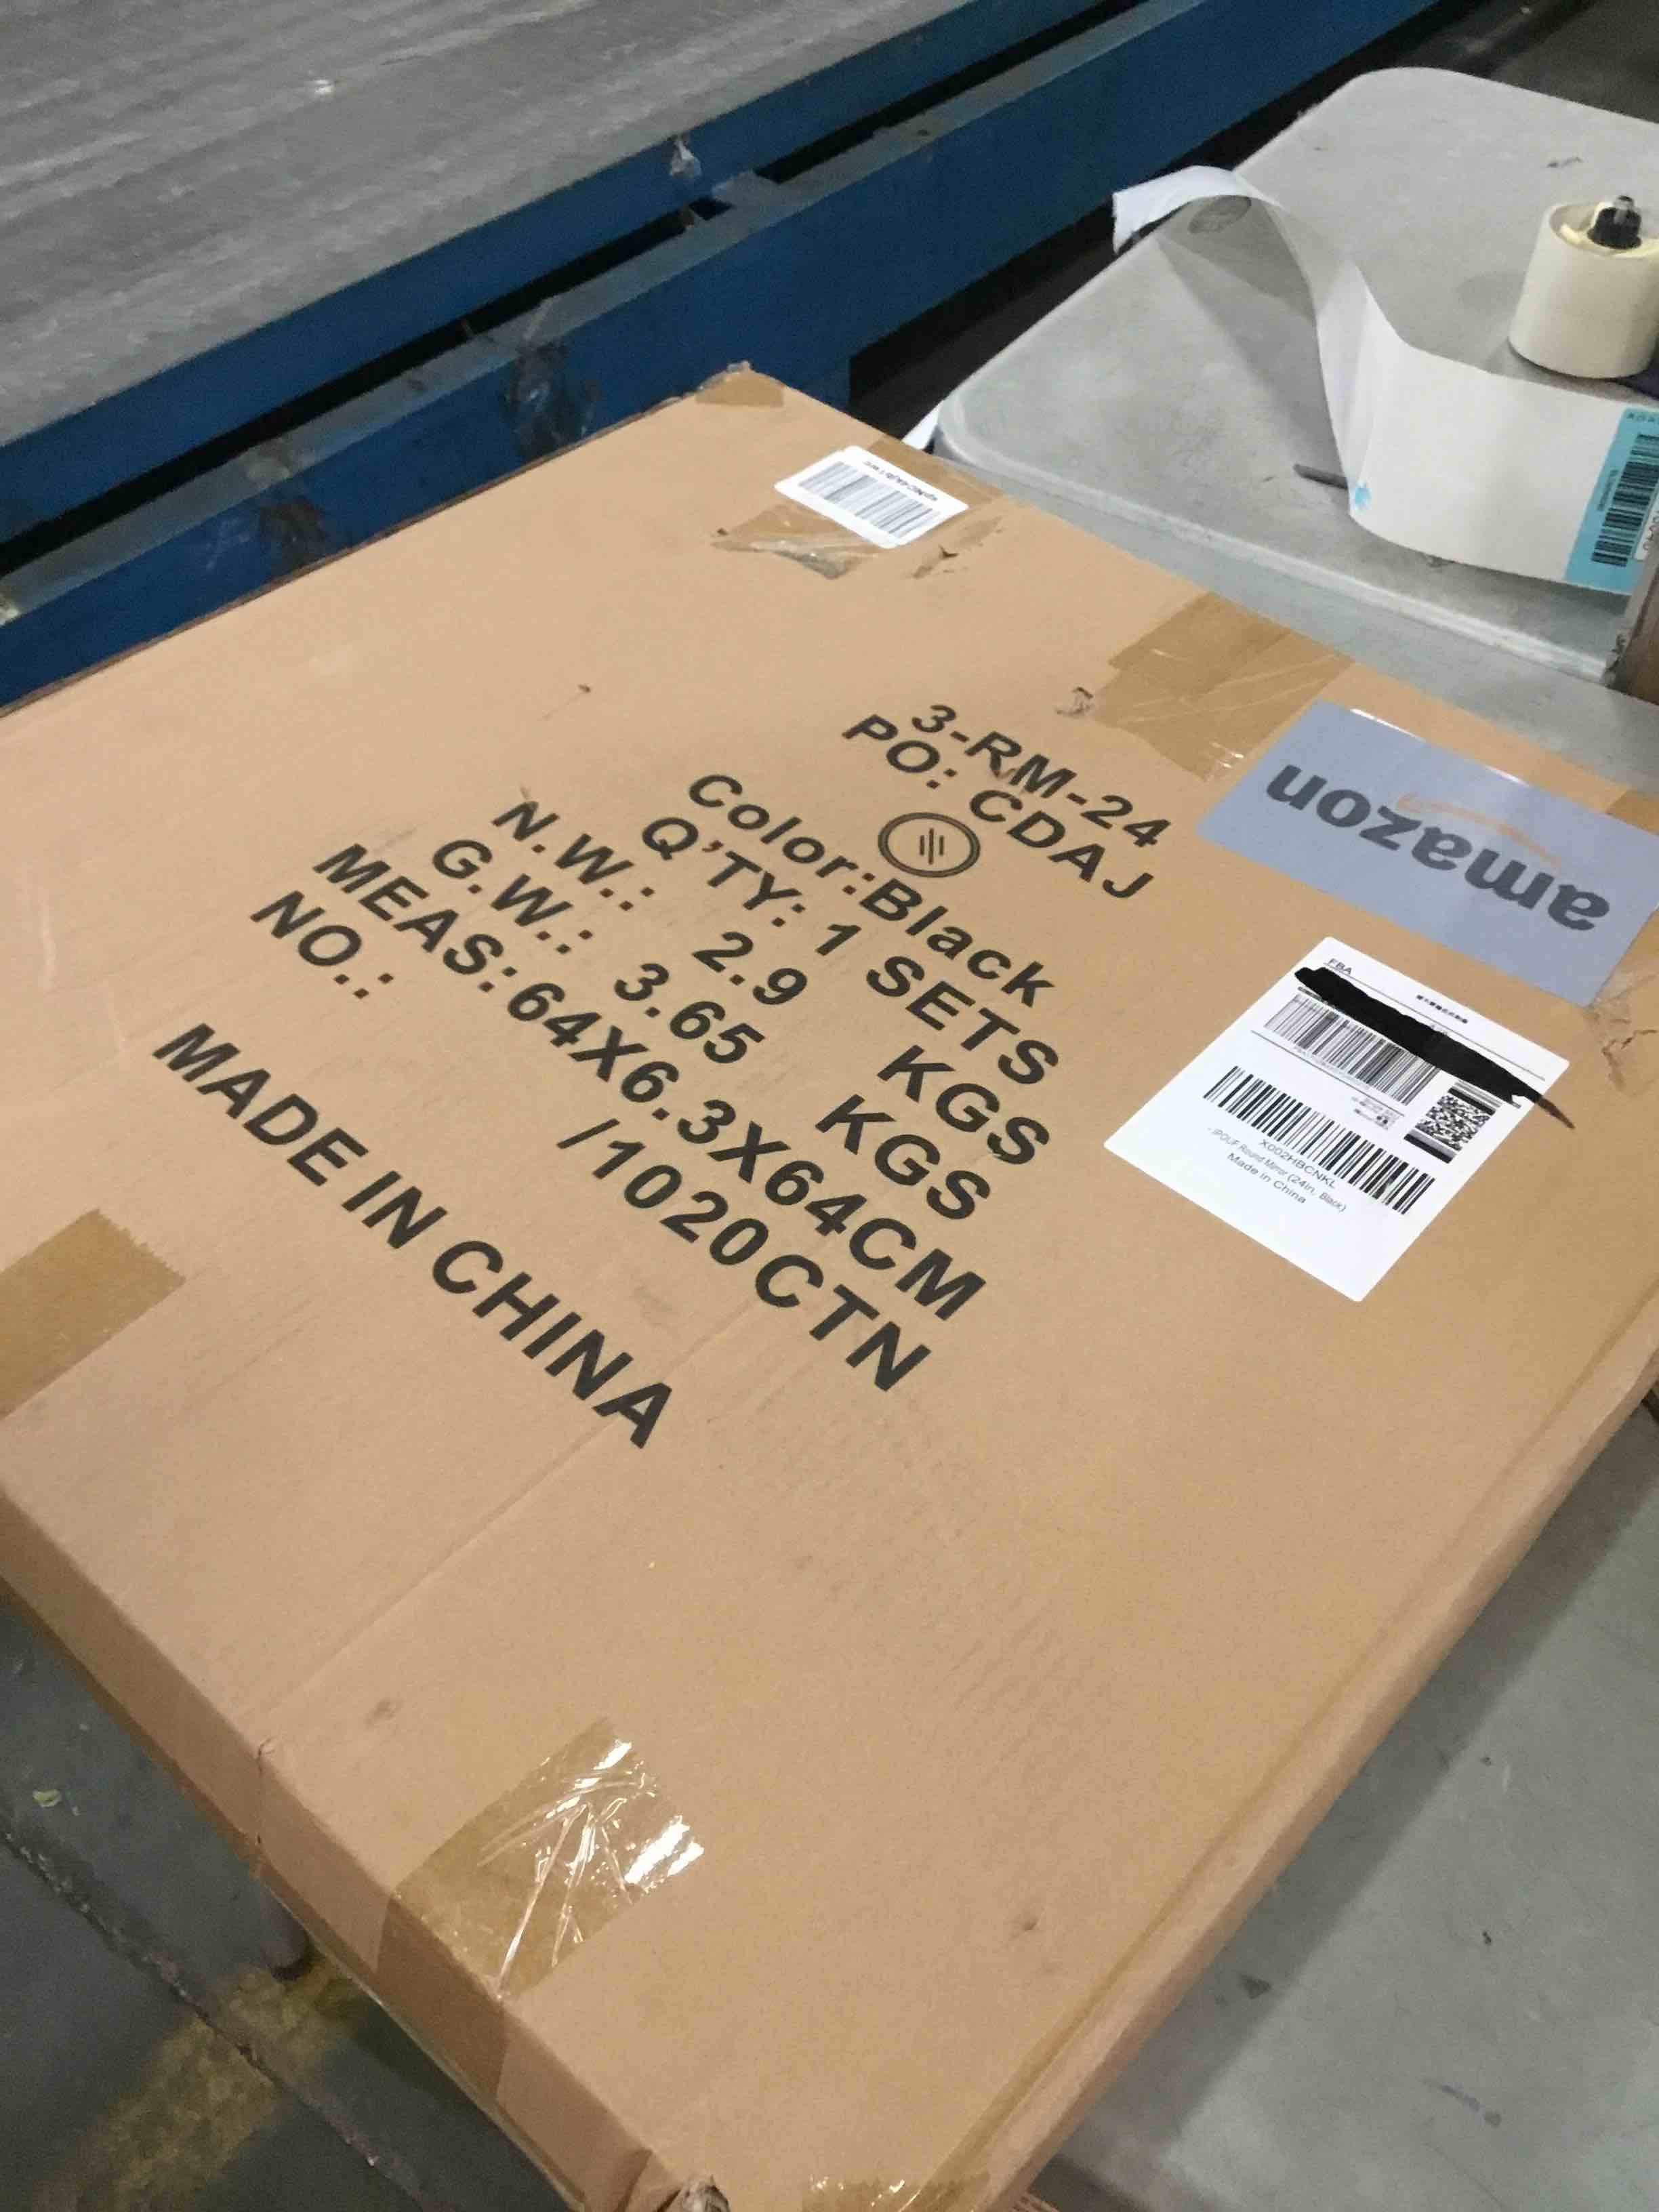 3-RM-24
PO: CDAJ
Color:Black
Q'TY: 1 SETS
N.W.: 2.9 KGS
G.W.: 3.65 KGS
MEAS: 64X6.3X64CM
NO.: /1020CTN
MADE IN CHINA
amazon
FBA
X002HBCNKL
Round Mirror (24in, Black)
Made in China